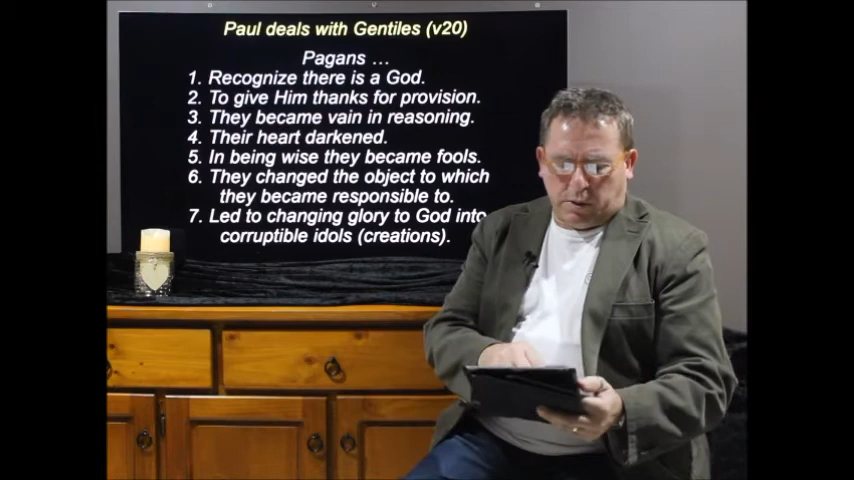 Paul deals with Gentiles (v20)
Pagans …
1. Recognize there is a God.
2. To give Him thanks for provision.
3. They became vain in reasoning.
4. Their heart darkened.
5. In being wise they became fools.
6. They changed the object to which
they became responsible to.
7. Led to changing glory to God into
corruptible idols (creations).